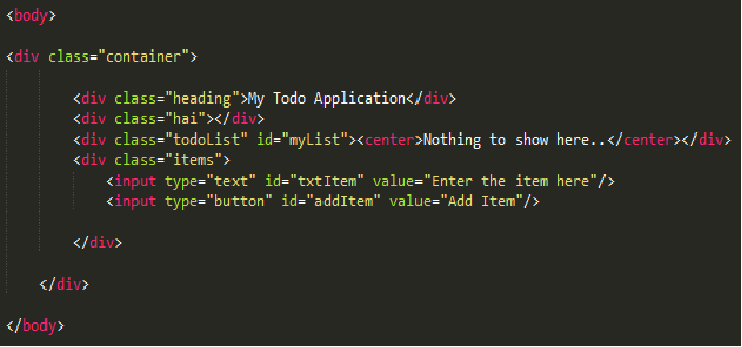 <body>
<div class="container">
<div class="heading">My Todo Application</div>
<div class="hai"></div>
<div class="todoList" id="myList"><center>Nothing to show here..</center></div>
<div class="items">
<input type="text" id="txtItem" value="Enter the item here"/>
<input type="button" id="addItem" value="Add Item"/>
</div>
</div>
</body>